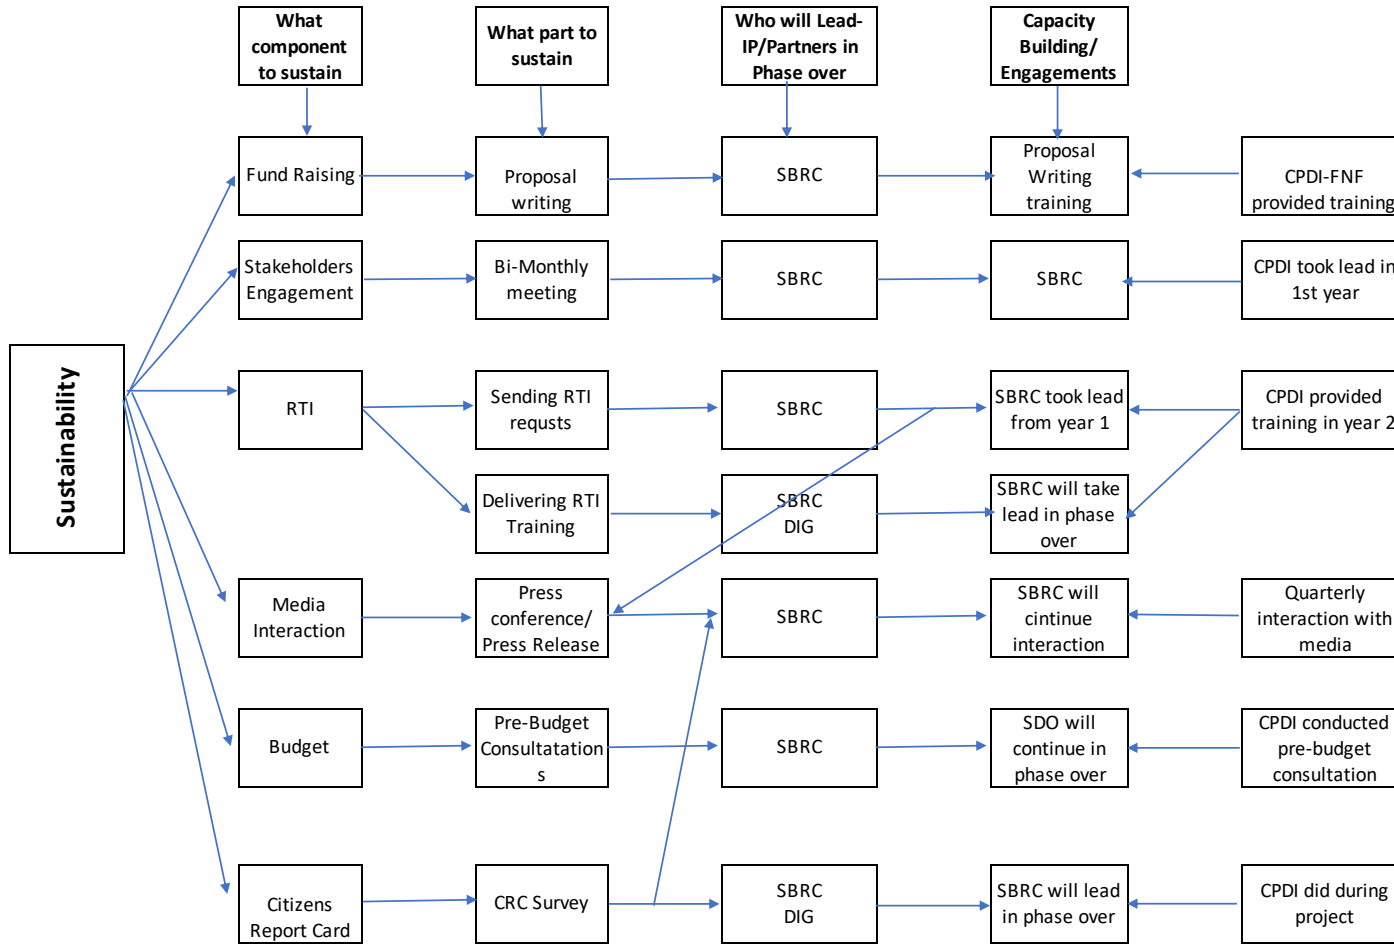 What
component
to sustain
What part to
sustain
Who will Lead-
IP/Partners in
Phase over
Capacity
Building/
Engagements
Fund Raising
Proposal
writing
SBRC
Proposal
Writing
training
CPDI-FNF
provided training
Stakeholders
Engagement
Bi-Monthly
meeting
SBRC
SBRC
CPDI took lead in
1st year
Sustainability
RTI
Sending RTI
requsts
SBRC
SBRC took lead
from year 1
CPDI provided
training in year 2
Delivering RTI
Training
SBRC
DIG
SBRC will take
lead in phase
over
Media
Interaction
Press
conference/
Press Release
SBRC
SBRC will
cintinue
interaction
Quarterly
interaction with
media
Budget
Pre-Budget
Consultatation
s
SBRC
SDO will
continue in
phase over
CPDI conducted
pre-budget
consultation
Citizens
Report Card
CRC Survey
SBRC
DIG
SBRC will lead
in phase over
CPDI did during
project